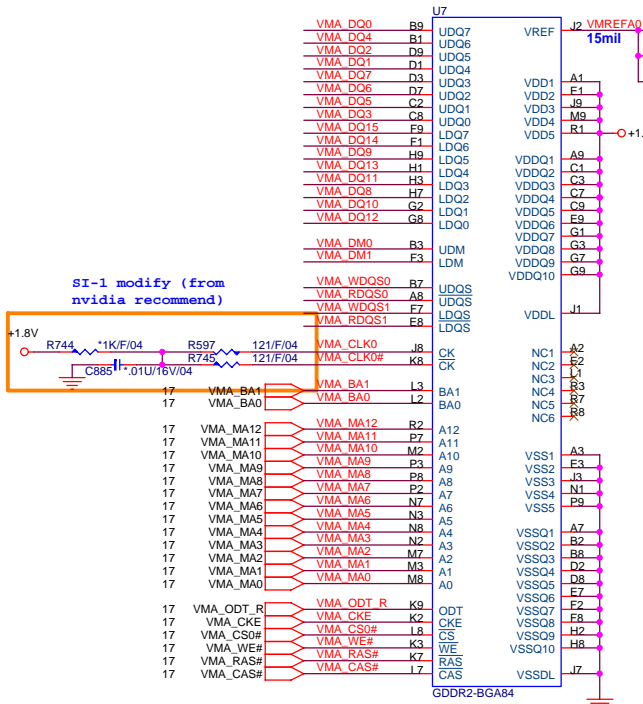 U7
VMA_DQ0 B9 UDQ7 VREF J2 VMREFA0
VMA_DQ4 B1 UDQ6 15mil
VMA_DQ2 D9 UDQ5
VMA_DQ1 D1 UDQ4
VMA_DQ7 D3 UDQ3 VDD1 A1
VMA_DQ6 D7 UDQ2 VDD2 E1
VMA_DQ5 C2 UDQ1 VDD3 J9
VMA_DQ3 C8 UDQ0 VDD4 M9
VMA_DQ15 F9 LDQ7 VDD5 R1 +1.
VMA_DQ14 F1 LDQ6
VMA_DQ9 H9 LDQ5 VDDQ1 A9
VMA_DQ13 H1 LDQ4 VDDQ2 C1
VMA_DQ11 H3 LDQ3 VDDQ3 C3
VMA_DQ8 H7 LDQ2 VDDQ4 C7
VMA_DQ10 G2 LDQ1 VDDQ5 C9
VMA_DQ12 G8 LDQ0 VDDQ6 E9
VDDQ7 G1
VMA_DM0 B3 UDM VDDQ8 G3
VMA_DM1 F3 LDM VDDQ9 G7
VDDQ10 G9
SI-1 modify (from
nvidia recommend)
VMA_WDQS0 B7 UDQS
VMA_RDQS0 A8 UDQS
VMA_WDQS1 F7 LDQS VDDL J1
VMA_RDQS1 E8 LDQS
+1.8V
R744 *1K/F/04 R597 121/F/04 VMA_CLK0 J8 CK NC1 A2
C885 *.01U/16V/04 R745 121/F/04 VMA_CLK0# K8 CK NC2 E2
NC3 L1
17 VMA_BA1 VMA_BA1 L3 BA1 NC4 R3
17 VMA_BA0 VMA_BA0 L2 BA0 NC5 R7
NC6 R8
17 VMA_MA12 VMA_MA12 R2 A12
17 VMA_MA11 VMA_MA11 P7 A11
17 VMA_MA10 VMA_MA10 M2 A10 VSS1 A3
17 VMA_MA9 VMA_MA9 P3 A9 VSS2 E3
17 VMA_MA8 VMA_MA8 P8 A8 VSS3 J3
17 VMA_MA7 VMA_MA7 P2 A7 VSS4 N1
17 VMA_MA6 VMA_MA6 N7 A6 VSS5 P9
17 VMA_MA5 VMA_MA5 N3 A5
17 VMA_MA4 VMA_MA4 N8 A4 VSSQ1 A7
17 VMA_MA3 VMA_MA3 N2 A3 VSSQ2 B2
17 VMA_MA2 VMA_MA2 M7 A2 VSSQ3 B8
17 VMA_MA1 VMA_MA1 M3 A1 VSSQ4 D2
17 VMA_MA0 VMA_MA0 M8 A0 VSSQ5 D8
VSSQ6 E7
17 VMA_ODT_R VMA_ODT_R K9 ODT VSSQ7 F2
17 VMA_CKE VMA_CKE K2 CKE VSSQ8 F8
17 VMA_CS0# VMA_CS0# L8 CS VSSQ9 H2
17 VMA_WE# VMA_WE# K3 WE VSSQ10 H8
17 VMA_RAS# VMA_RAS# K7 RAS
17 VMA_CAS# VMA_CAS# L7 CAS VSSDL J7
GDDR2-BGA84